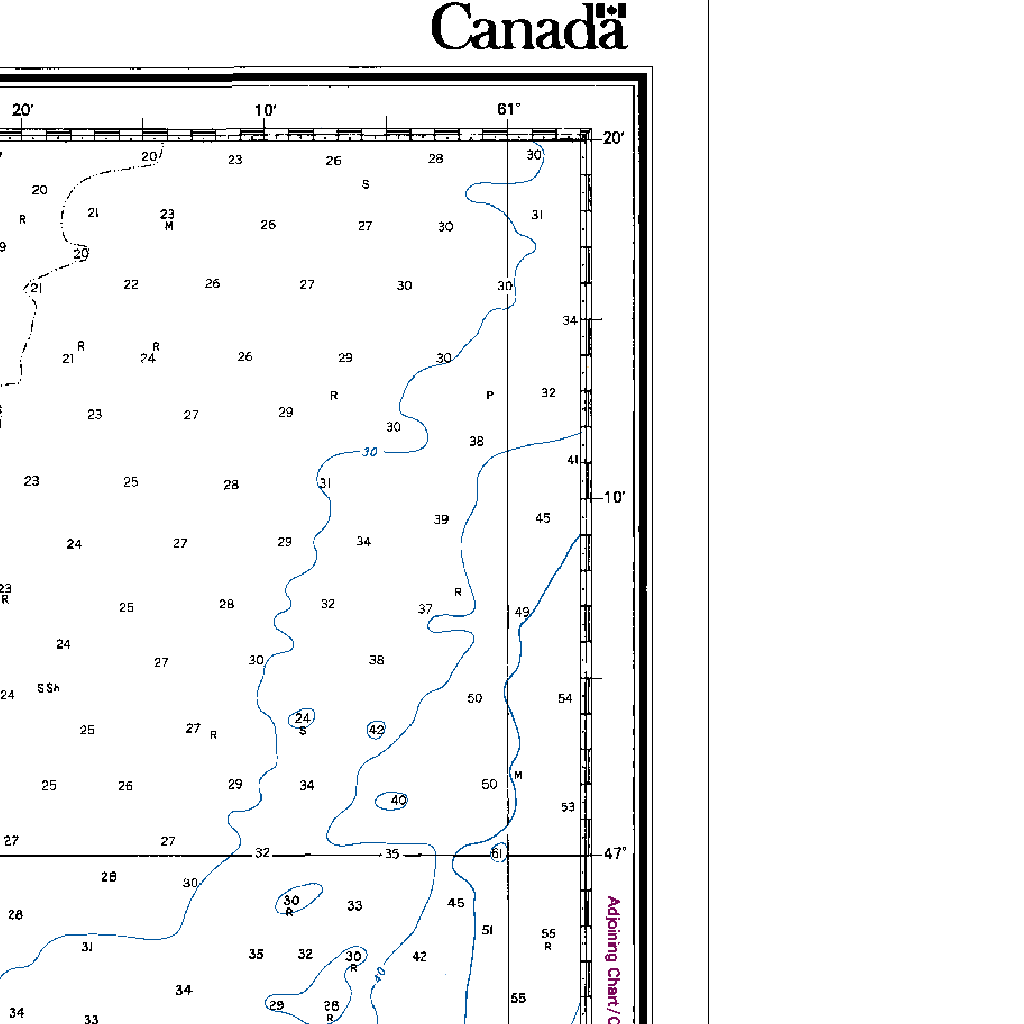 Canada
20' 10' 61°
20'
20 23 26 28 30
S
20
21 23 31
R M 26 27 30
9 20
21 22 26 27 30 30
34
R R
21 24 26 29 30
R P 32
23 27 29
30
38
30
41
23 25 28 31
10'
39 45
24 27 29 34
23 R
R 25 28 32 37 49
24
27 30 38
24 S Sh 50 54
24
25 27 R S 42
M
25 26 29 34 50
40 53
27 27
32 35 61 47°
28 30
30
28 R 33 45
51 55
31 R
35 32 30 42
R
34 40
29 28 55
34 33 R
Adjoining Chart / C